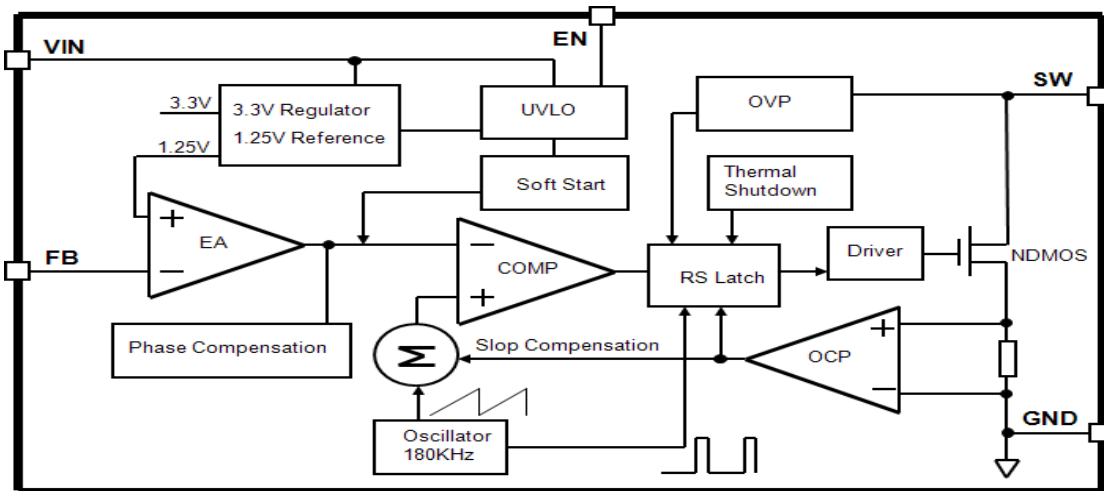 VIN
EN
SW
3.3V
3.3V Regulator
1.25V Reference
1.25V
UVLO
OVP
Soft Start
Thermal
Shutdown
+
EA
−
FB
−
COMP
+
RS Latch
Driver
NDMOS
Phase Compensation
Σ
Slop Compensation
+
OCP
−
GND
Oscillator
180KHz